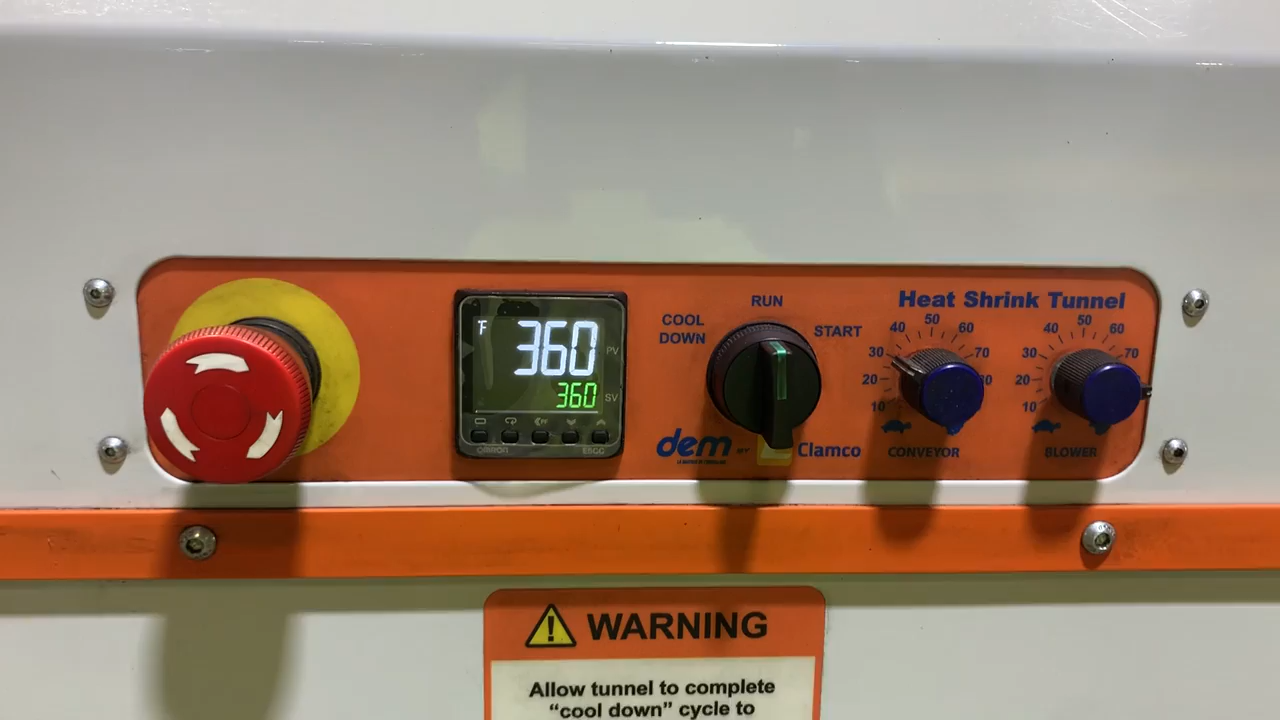 °F 360 PV
360 SV
OMRON E5CC
COOL
DOWN
RUN
START
dem BY Clamco
Heat Shrink Tunnel
10 20 30 40 50 60 70
CONVEYOR
10 20 30 40 50 60 70
BLOWER
WARNING
Allow tunnel to complete
“cool down” cycle to